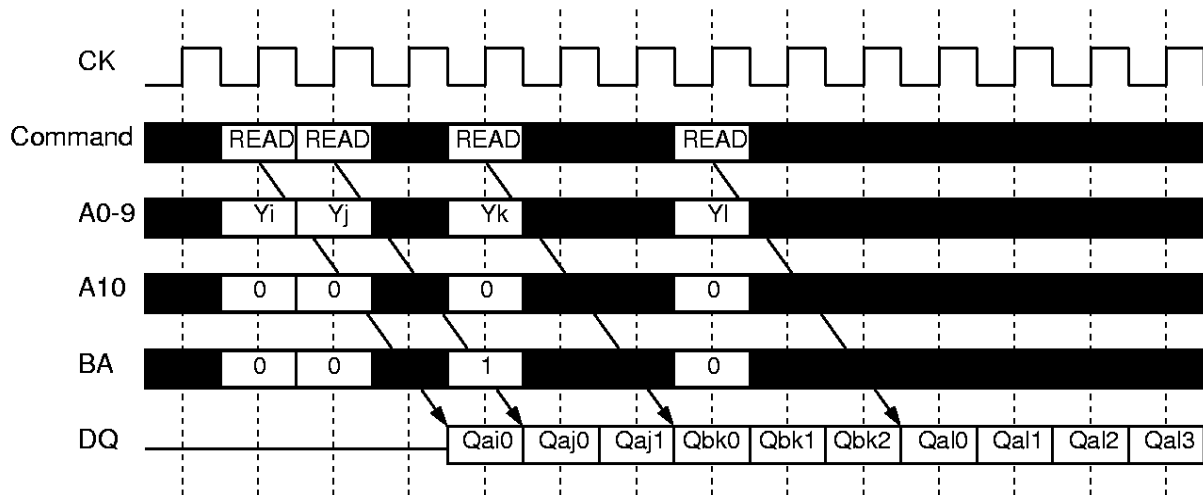 CK
Command READ READ READ READ
A0-9 Yi Yj Yk Yl
A10 0 0 0 0
BA 0 0 1 0
DQ Qai0 Qaj0 Qaj1 Qbk0 Qbk1 Qbk2 Qal0 Qal1 Qal2 Qal3